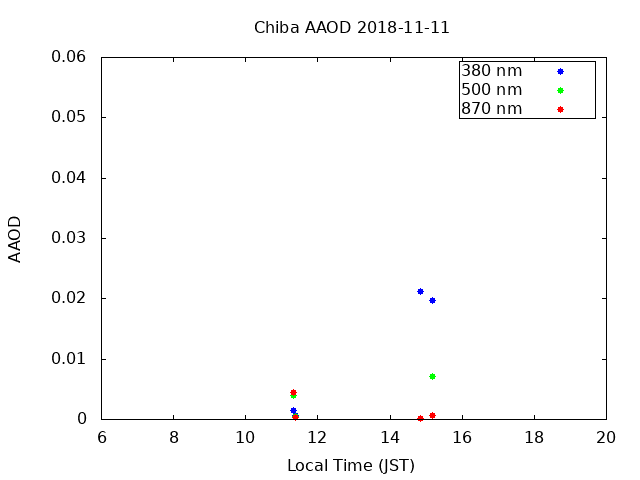 Chiba AAOD 2018-11-11
0.06
0.05
0.04
0.03
0.02
0.01
0
AAOD
380 nm
500 nm
870 nm
6 8 10 12 14 16 18 20
Local Time (JST)